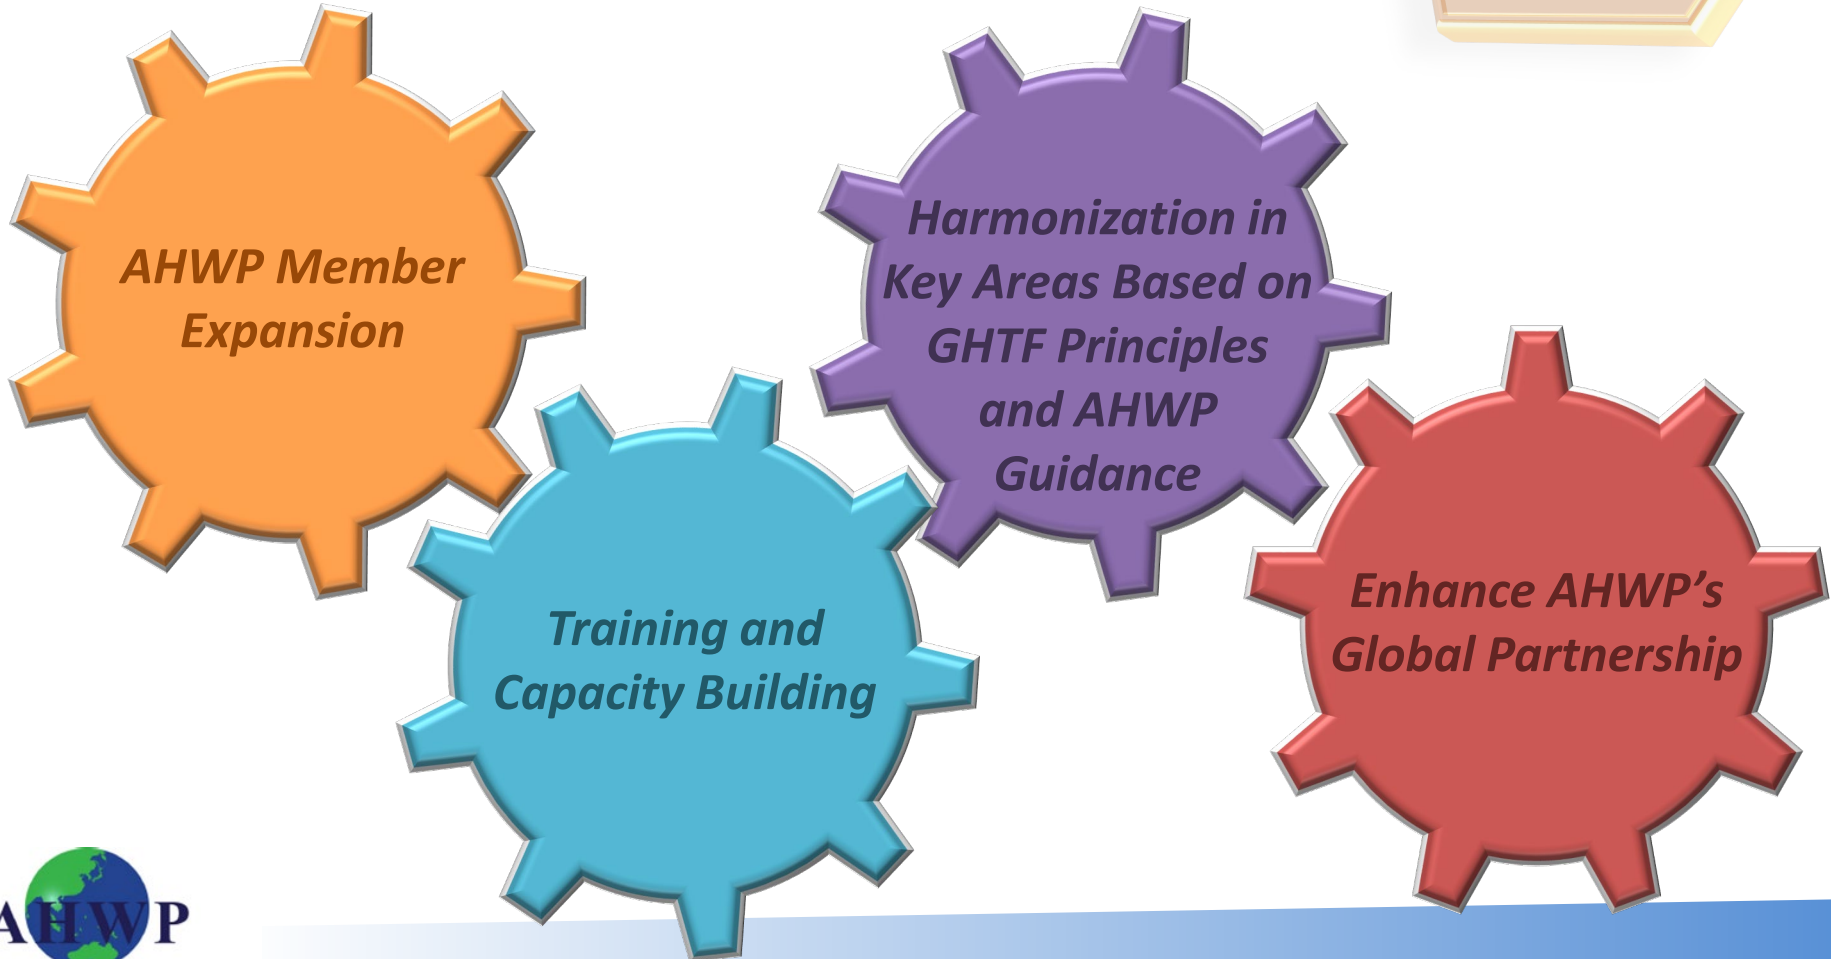 AHWP Member
Expansion
Harmonization in
Key Areas Based on
GHTF Principles
and AHWP
Guidance
Training and
Capacity Building
Enhance AHWP’s
Global Partnership
AHWP